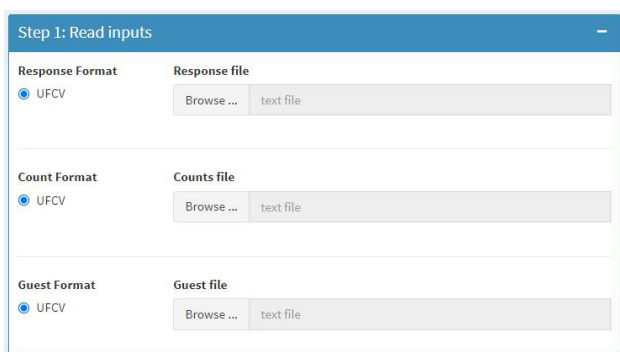 Step 1: Read inputs
Response Format
Response file
UFCV
Browse ...
text file
Count Format
Counts file
UFCV
Browse ...
text file
Guest Format
Guest file
UFCV
Browse ...
text file